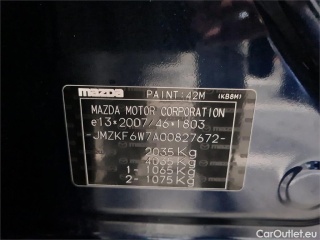 mazda PAINT:42M (KB8M)
MAZDA MOTOR CORPORATION
e13*2007/46*1803
-JMZKF6W7A00827672-
2035 Kg
4035 Kg
1- 1065 Kg
2- 1075 Kg
CarOutlet.eu